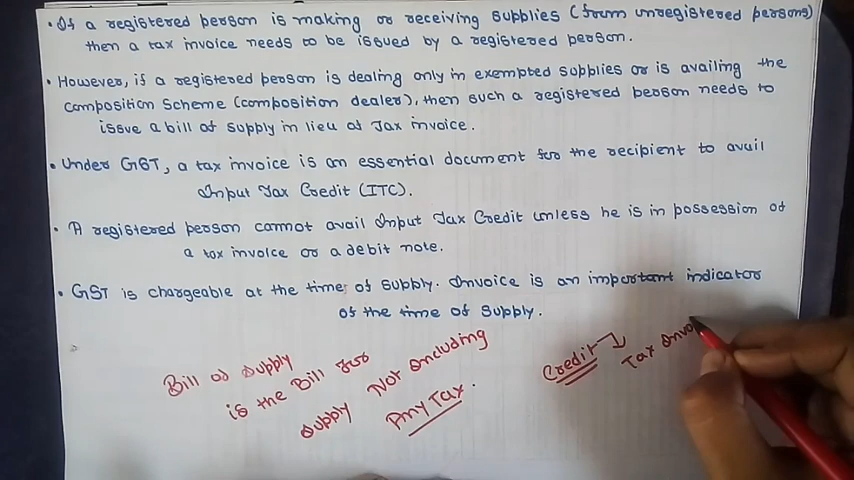 • If a registered person is making or receiving supplies (from unregistered persons)
then a tax invoice needs to be issued by a registered person.
• However, if a registered person is dealing only in exempted supplies or is availing the
composition scheme (composition dealer), then such a registered person needs to
issue a bill of supply in lieu of Tax invoice.
• Under GST, a tax invoice is an essential document for the recipient to avail
Input Tax Credit (ITC).
• A registered person cannot avail Input Tax Credit unless he is in possession of
a tax invoice or a debit note.
• GST is chargeable at the time of supply. Invoice is an important indicator
of the time of supply.
Bill of supply
is the Bill for
supply Not including
Any Tax.
Credit →
Tax Invo